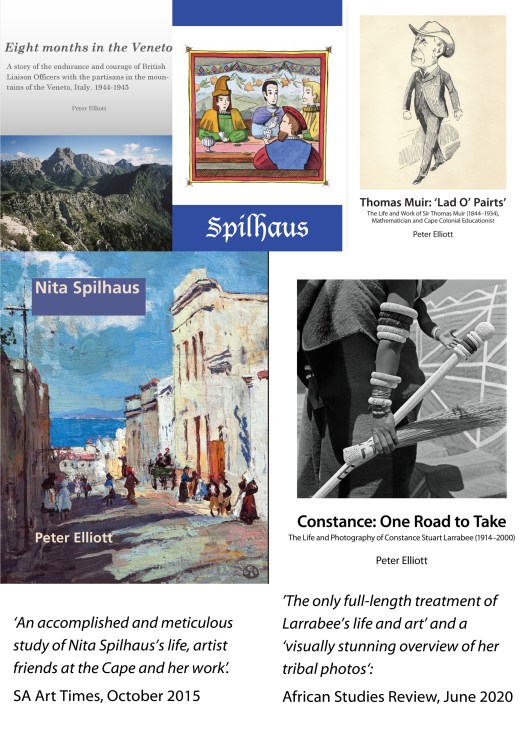 Eight months in the Veneto
A story of the endurance and courage of British
Liaison Officers with the partisans in the moun-
tains of the Veneto, Italy. 1944-1945
Peter Elliott
Spilhaus
Thomas Muir: ‘Lad O’ Pairts’
The Life and Work of Sir Thomas Muir (1844–1934),
Mathematician and Cape Colonial Educationist
Peter Elliott
Nita Spilhaus
Peter Elliott
Constance: One Road to Take
The Life and Photography of Constance Stuart Larrabee (1914–2000)
Peter Elliott
‘An accomplished and meticulous
study of Nita Spilhaus’s life, artist
friends at the Cape and her work’.
SA Art Times, October 2015
’The only full-length treatment of
Larrabee’s life and art’ and a
‘visually stunning overview of her
tribal photos’:
African Studies Review, June 2020